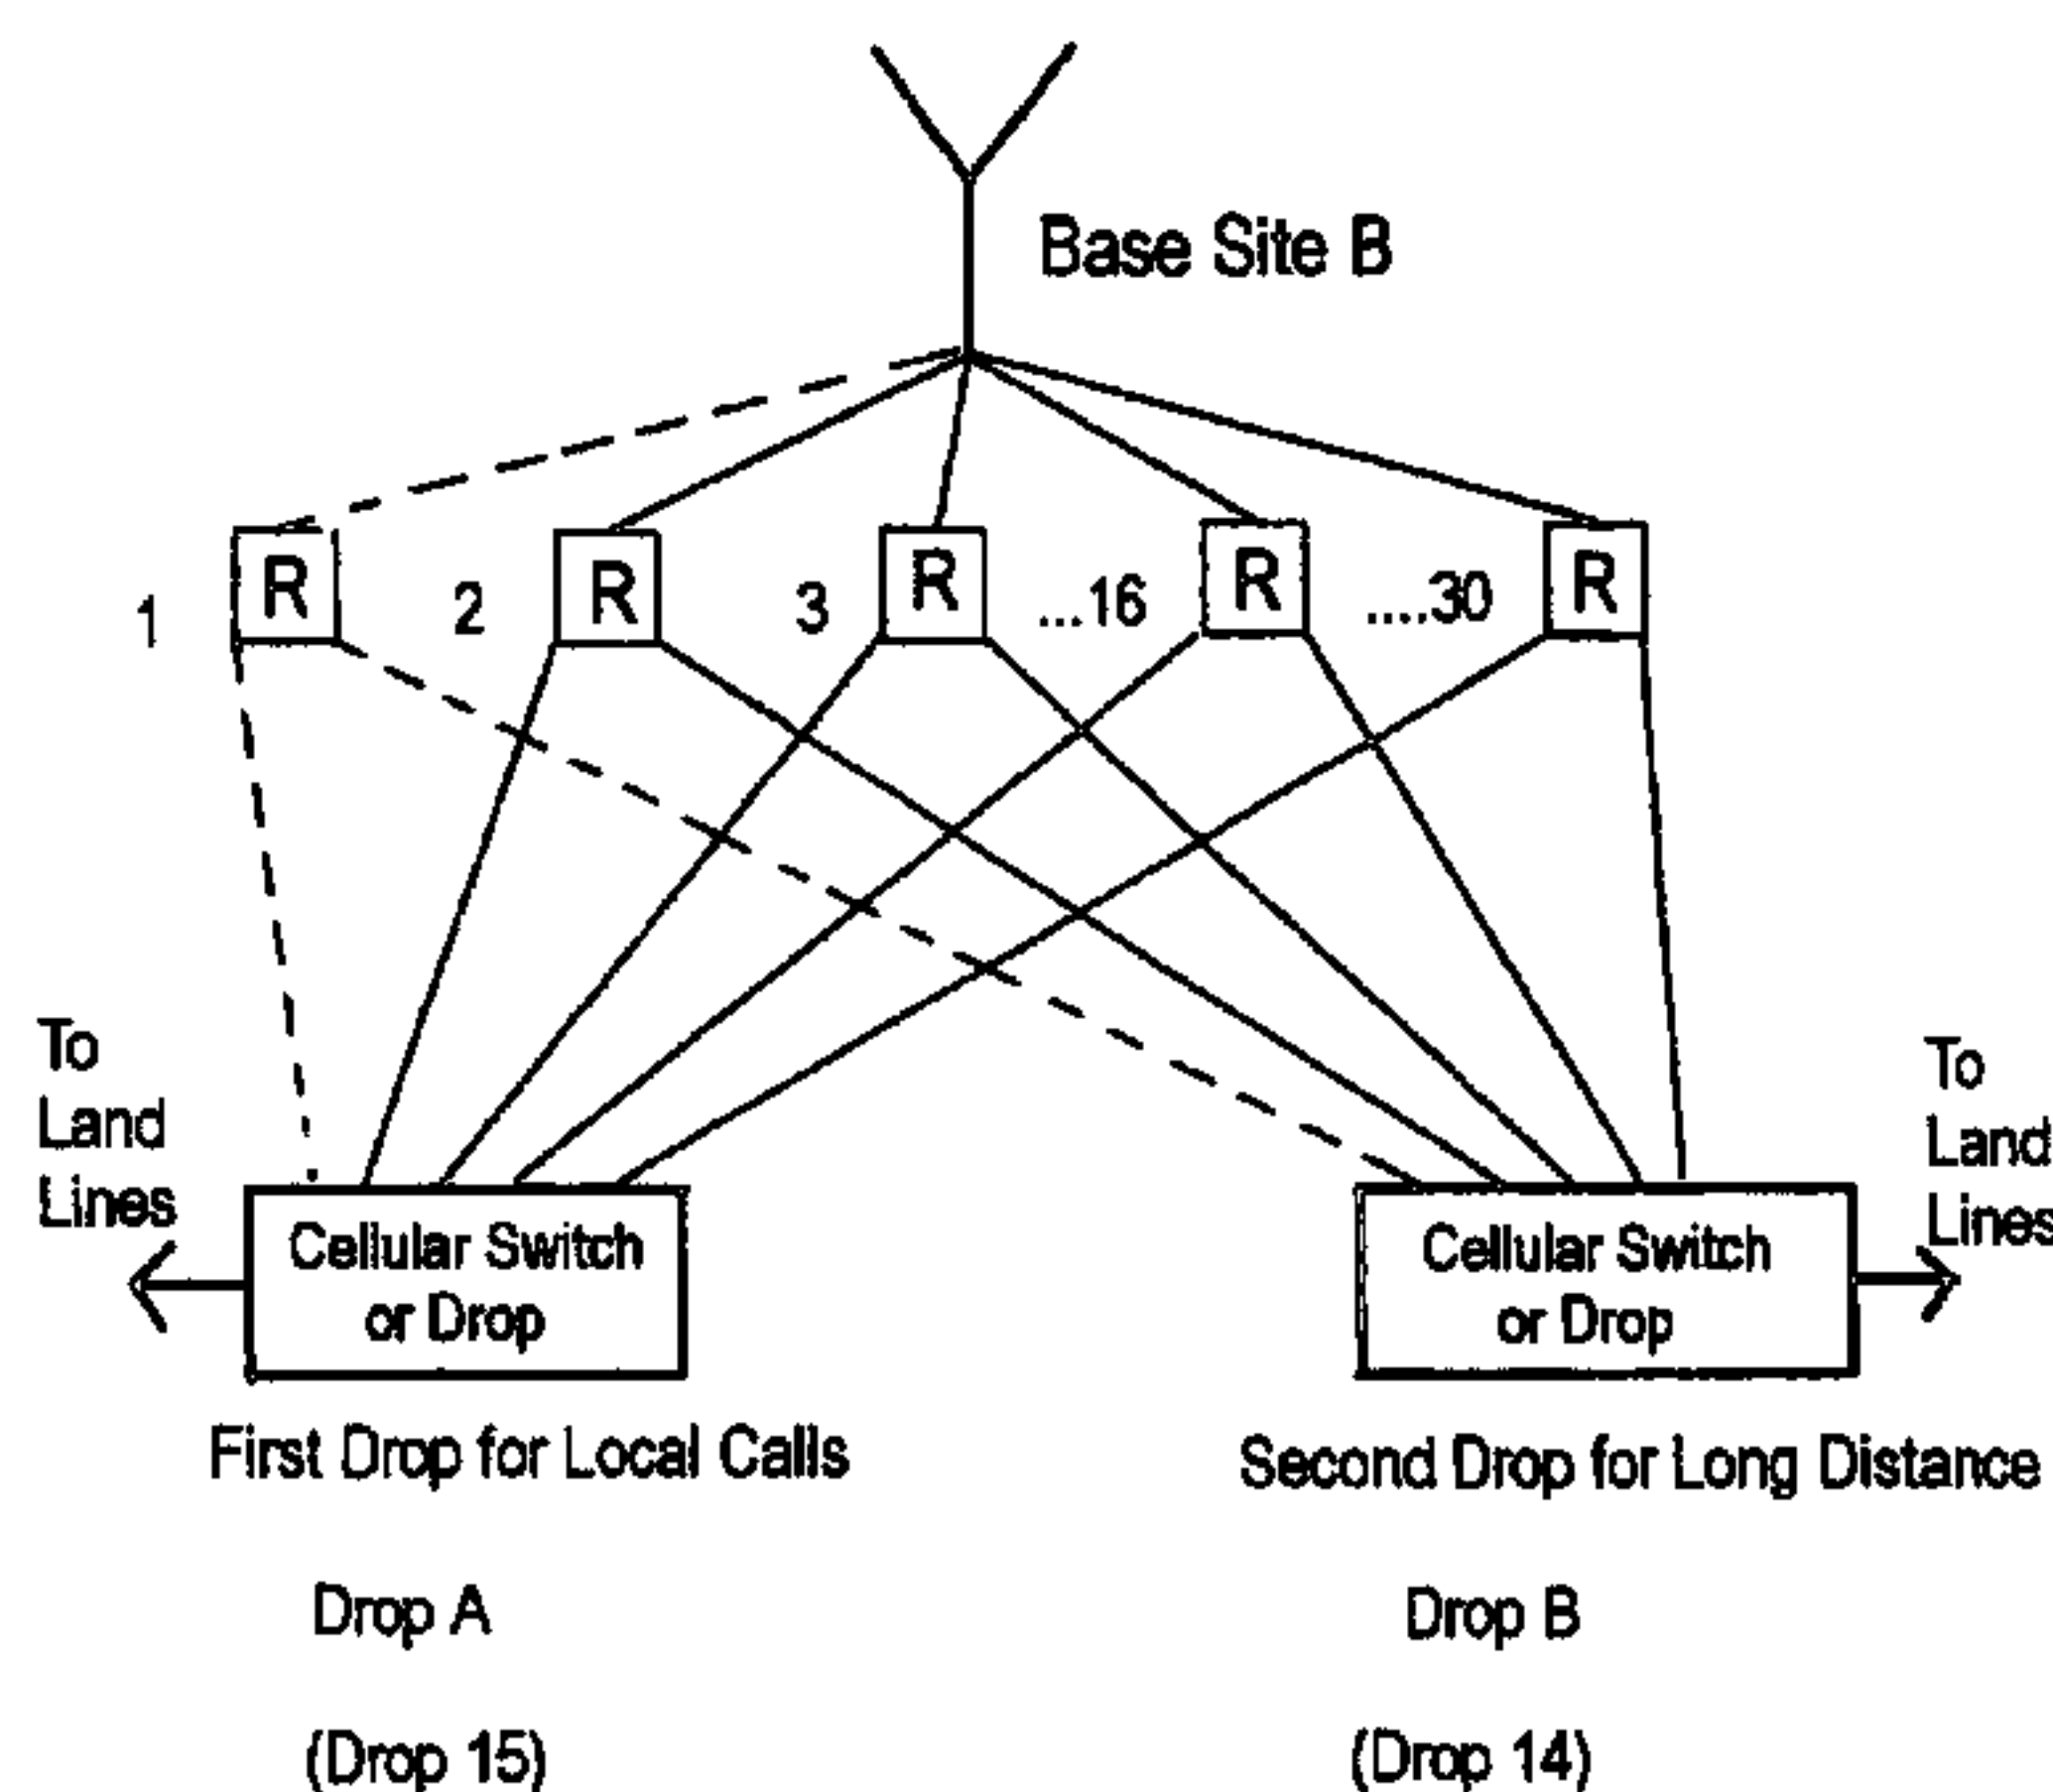 Base Site B
1 R 2 R 3 R ...16 R ....30 R
To
Land
Lines
To
Land
Lines
Cellular Switch
or Drop
Cellular Switch
or Drop
First Drop for Local Calls
Second Drop for Long Distance
Drop A
Drop B
(Drop 15)
(Drop 14)